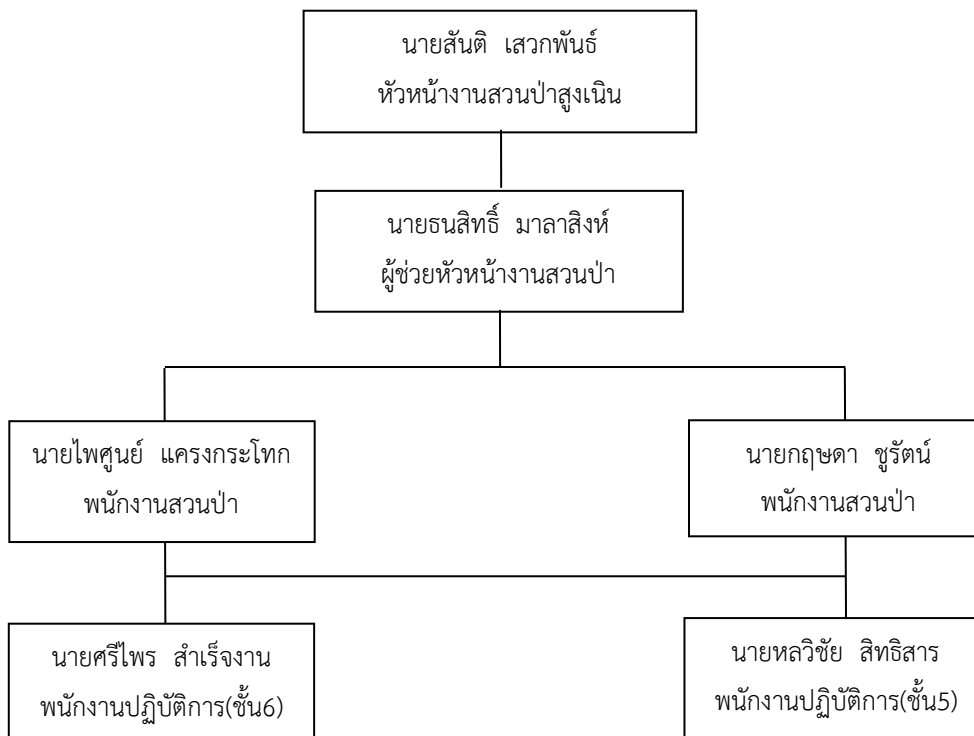 นายสันติ เสวกพันธ์
หัวหน้างานสวนป่าสูงเนิน
นายธนสิทธิ์ มาลาสิงห์
ผู้ช่วยหัวหน้างานสวนป่า
นายไพศูนย์ แครงกระโทก
พนักงานสวนป่า
นายกฤษดา ชูรัตน์
พนักงานสวนป่า
นายศรีไพร สำเร็จงาน
พนักงานปฏิบัติการ(ชั้น6)
นายหลวิชัย สิทธิสาร
พนักงานปฏิบัติการ(ชั้น5)